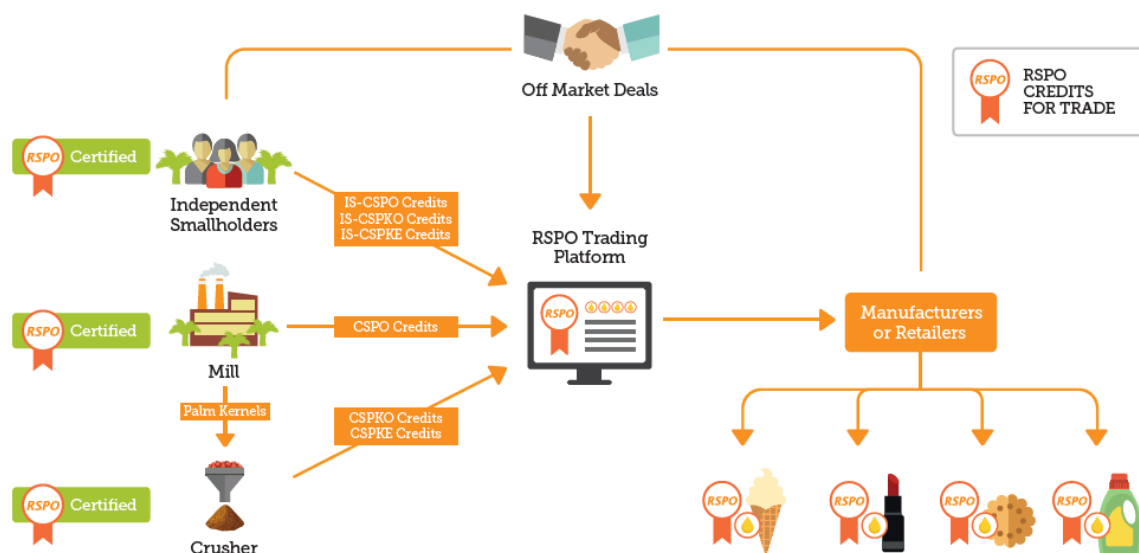 Off Market Deals
RSPO
RSPO
CREDITS
FOR TRADE
RSPO
Certified
Independent
Smallholders
IS-CSPO Credits
IS-CSPKO Credits
IS-CSPKE Credits
RSPO Trading
Platform
RSPO
RSPO
Certified
Mill
CSPO Credits
Manufacturers
or Retailers
Palm Kernels
CSPKO Credits
CSPKE Credits
RSPO
Certified
Crusher
RSPO
RSPO
RSPO
RSPO